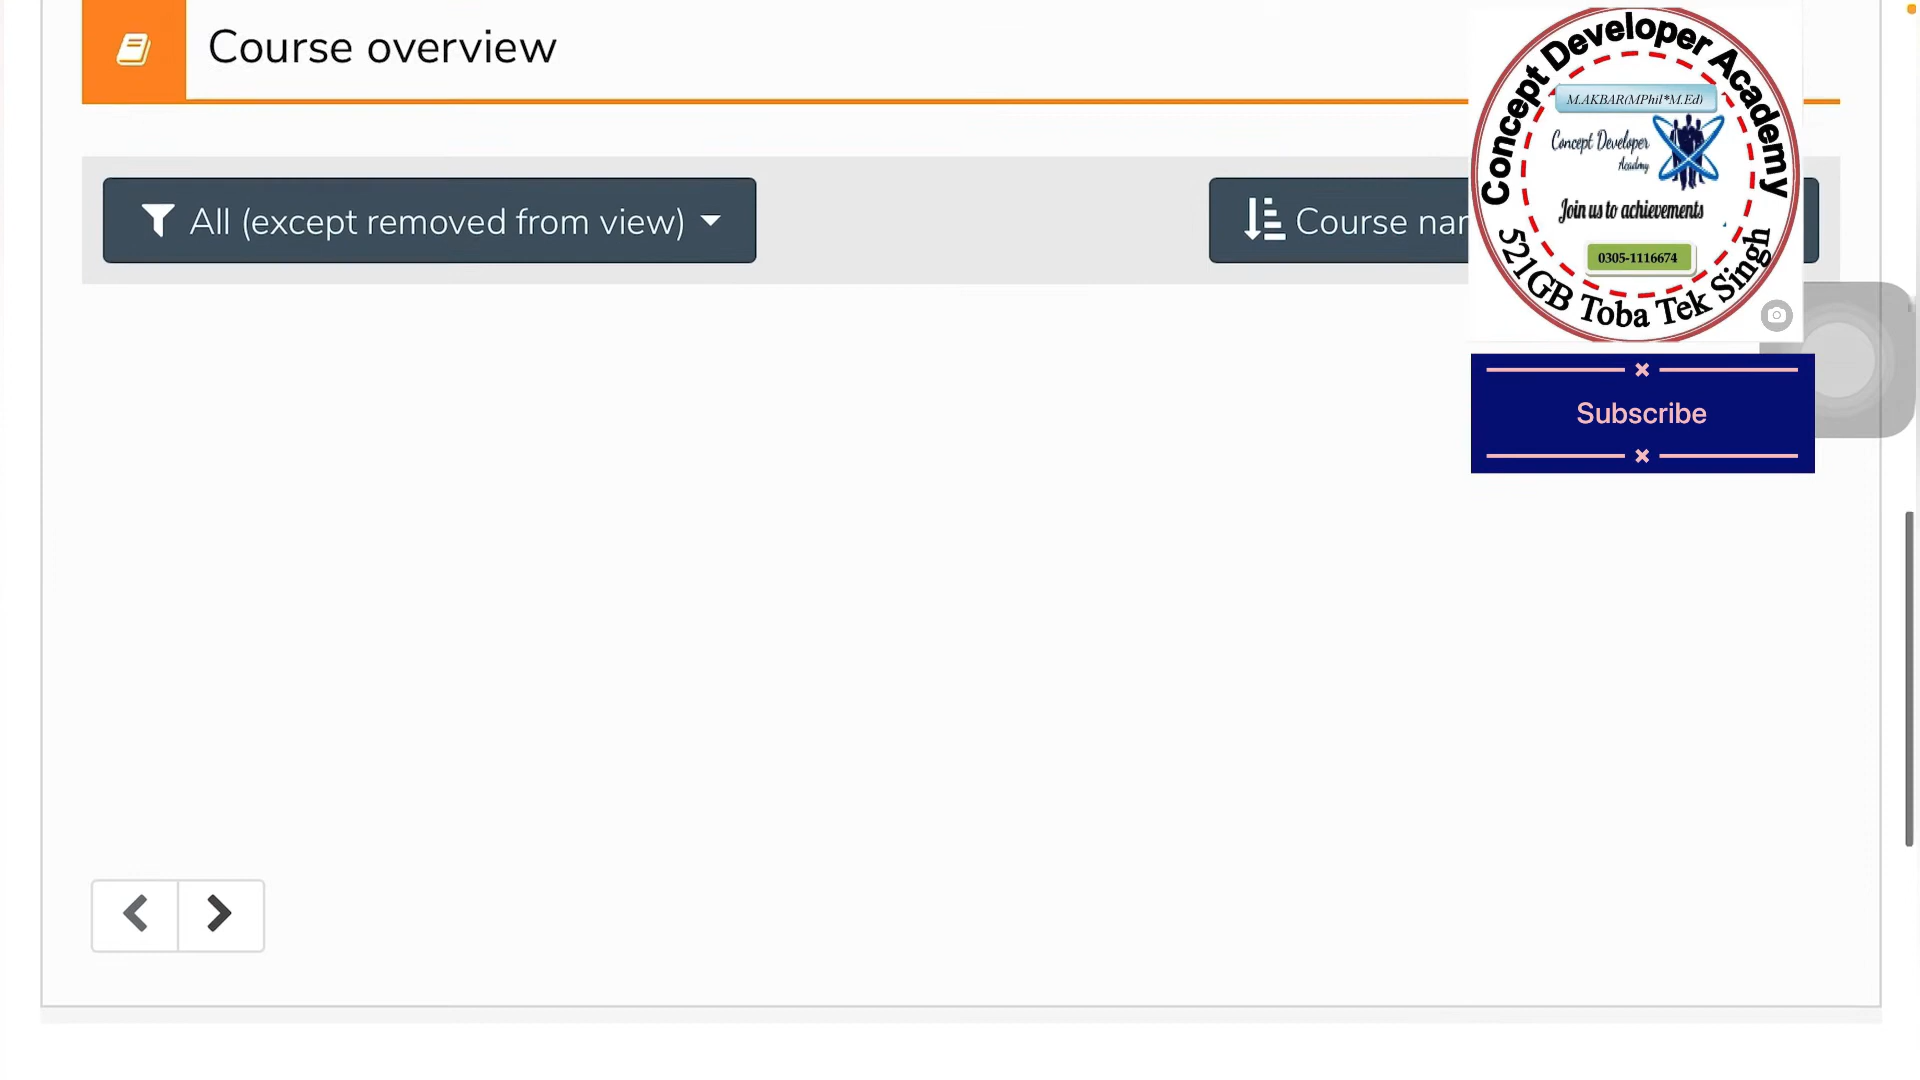 Course overview
All (except removed from view)
Course nar
Concept Developer Academy
M.AKBAR(MPhil*M.Ed)
Concept Developer
Academy
Join us to achievements
0305-1116674
521GB Toba Tek Singh
Subscribe